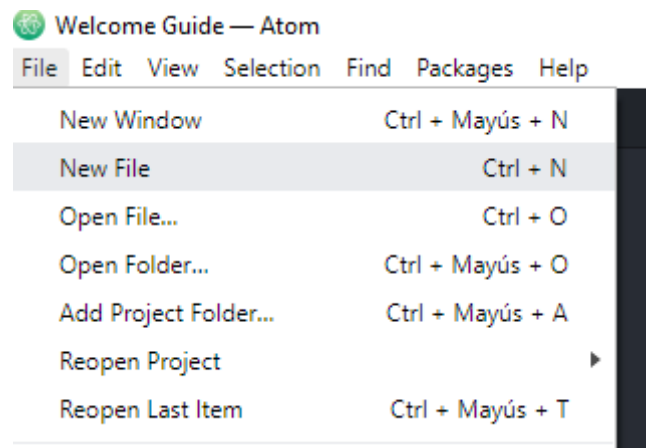 Welcome Guide — Atom
File Edit View Selection Find Packages Help
New Window Ctrl + Mayús + N
New File Ctrl + N
Open File... Ctrl + O
Open Folder... Ctrl + Mayús + O
Add Project Folder... Ctrl + Mayús + A
Reopen Project
Reopen Last Item Ctrl + Mayús + T